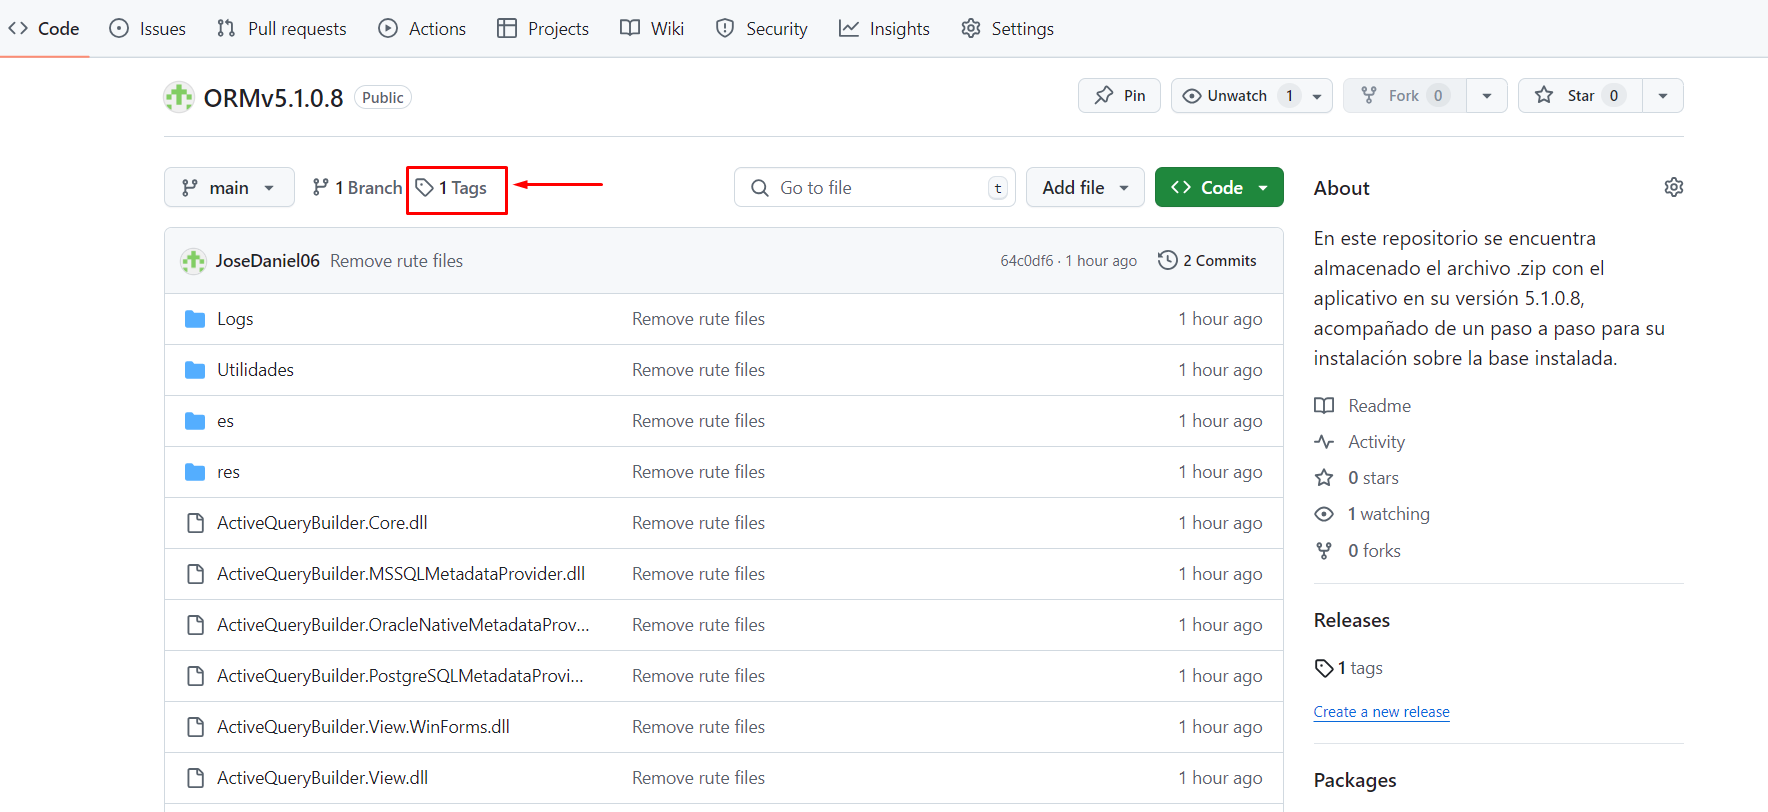 Code Issues Pull requests Actions Projects Wiki Security Insights Settings
ORMv5.1.0.8 Public Pin Unwatch 1 Fork 0 Star 0
main 1 Branch 1 Tags Go to file t Add file Code
JoseDaniel06 Remove rute files 64c0df6 · 1 hour ago 2 Commits
Logs Remove rute files 1 hour ago
Utilidades Remove rute files 1 hour ago
es Remove rute files 1 hour ago
res Remove rute files 1 hour ago
ActiveQueryBuilder.Core.dll Remove rute files 1 hour ago
ActiveQueryBuilder.MSSQLMetadataProvider.dll Remove rute files 1 hour ago
ActiveQueryBuilder.OracleNativeMetadataProv... Remove rute files 1 hour ago
ActiveQueryBuilder.PostgreSQLMetadataProvi... Remove rute files 1 hour ago
ActiveQueryBuilder.View.WinForms.dll Remove rute files 1 hour ago
ActiveQueryBuilder.View.dll Remove rute files 1 hour ago
About
En este repositorio se encuentra
almacenado el archivo .zip con el
aplicativo en su versión 5.1.0.8,
acompañado de un paso a paso para su
instalación sobre la base instalada.
Readme
Activity
0 stars
1 watching
0 forks
Releases
1 tags
Create a new release
Packages